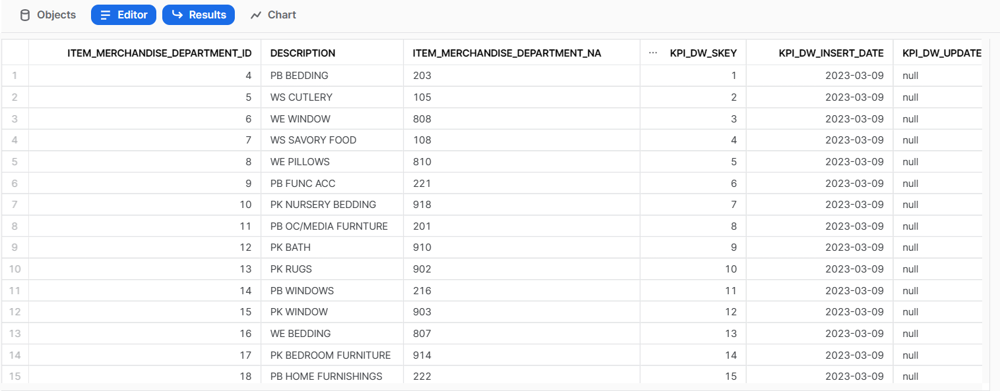 Objects Editor Results Chart
ITEM_MERCHANDISE_DEPARTMENT_ID DESCRIPTION ITEM_MERCHANDISE_DEPARTMENT_NA ... KPI_DW_SKEY KPI_DW_INSERT_DATE KPI_DW_UPDATE
1 4 PB BEDDING 203 1 2023-03-09 null
2 5 WS CUTLERY 105 2 2023-03-09 null
3 6 WE WINDOW 808 3 2023-03-09 null
4 7 WS SAVORY FOOD 108 4 2023-03-09 null
5 8 WE PILLOWS 810 5 2023-03-09 null
6 9 PB FUNC ACC 221 6 2023-03-09 null
7 10 PK NURSERY BEDDING 918 7 2023-03-09 null
8 11 PB OC/MEDIA FURNTURE 201 8 2023-03-09 null
9 12 PK BATH 910 9 2023-03-09 null
10 13 PK RUGS 902 10 2023-03-09 null
11 14 PB WINDOWS 216 11 2023-03-09 null
12 15 PK WINDOW 903 12 2023-03-09 null
13 16 WE BEDDING 807 13 2023-03-09 null
14 17 PK BEDROOM FURNITURE 914 14 2023-03-09 null
15 18 PB HOME FURNISHINGS 222 15 2023-03-09 null